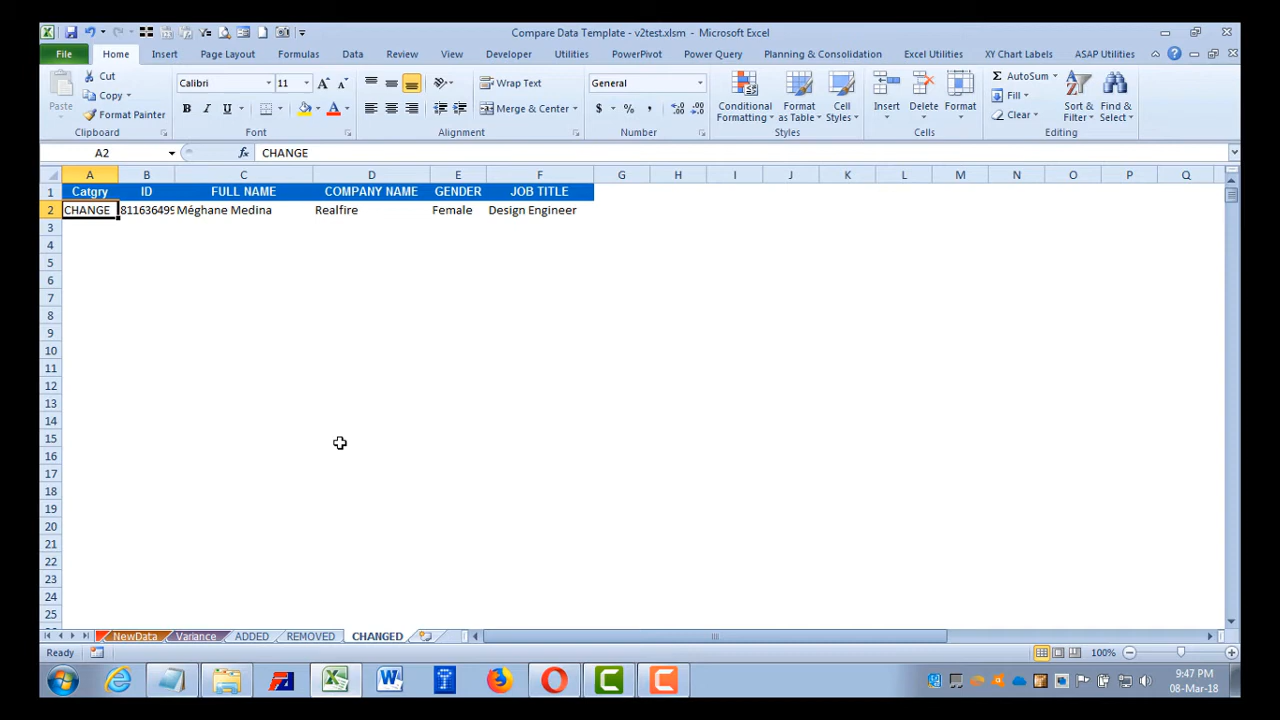 Compare Data Template - v2test.xlsm - Microsoft Excel
File Home Insert Page Layout Formulas Data Review View Developer Utilities PowerPivot Power Query Planning & Consolidation Excel Utilities XY Chart Labels ASAP Utilities
Paste
Cut
Copy
Format Painter
Clipboard
Calibri 11
B I U
Font
Wrap Text
Merge & Center
Alignment
General
$ % ,
Number
Conditional Formatting
Format as Table
Cell Styles
Styles
Insert
Delete
Format
Cells
Σ AutoSum
Fill
Clear
Sort & Filter
Find & Select
Editing
A2 fx CHANGE
A B C D E F G H I J K L M N O P Q
1 Catgry ID FULL NAME COMPANY NAME GENDER JOB TITLE
2 CHANGE 811636499 Méghane Medina Realfire Female Design Engineer
3
4
5
6
7
8
9
10
11
12
13
14
15
16
17
18
19
20
21
22
23
24
25
NewData Variance ADDED REMOVED CHANGED
Ready 100%
9:47 PM
08-Mar-18